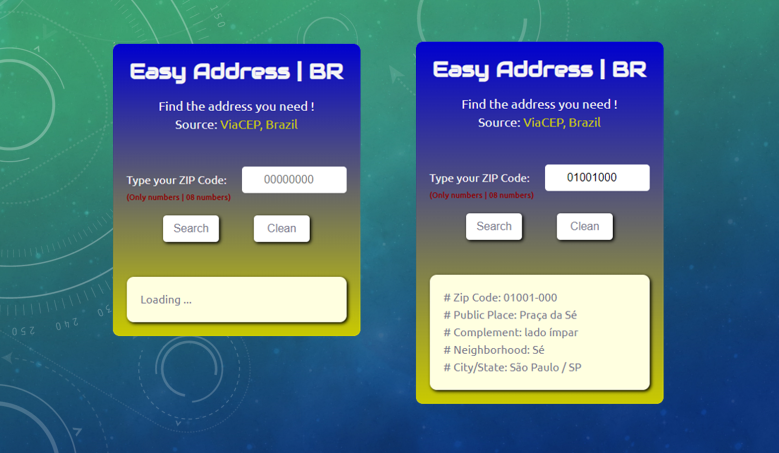 Easy Address | BR
Find the address you need !
Source: ViaCEP, Brazil
Type your ZIP Code: 00000000
(Only numbers | 08 numbers)
Search Clean
Loading ...
Easy Address | BR
Find the address you need !
Source: ViaCEP, Brazil
Type your ZIP Code: 01001000
(Only numbers | 08 numbers)
Search Clean
# Zip Code: 01001-000
# Public Place: Praça da Sé
# Complement: lado ímpar
# Neighborhood: Sé
# City/State: São Paulo / SP
250
240